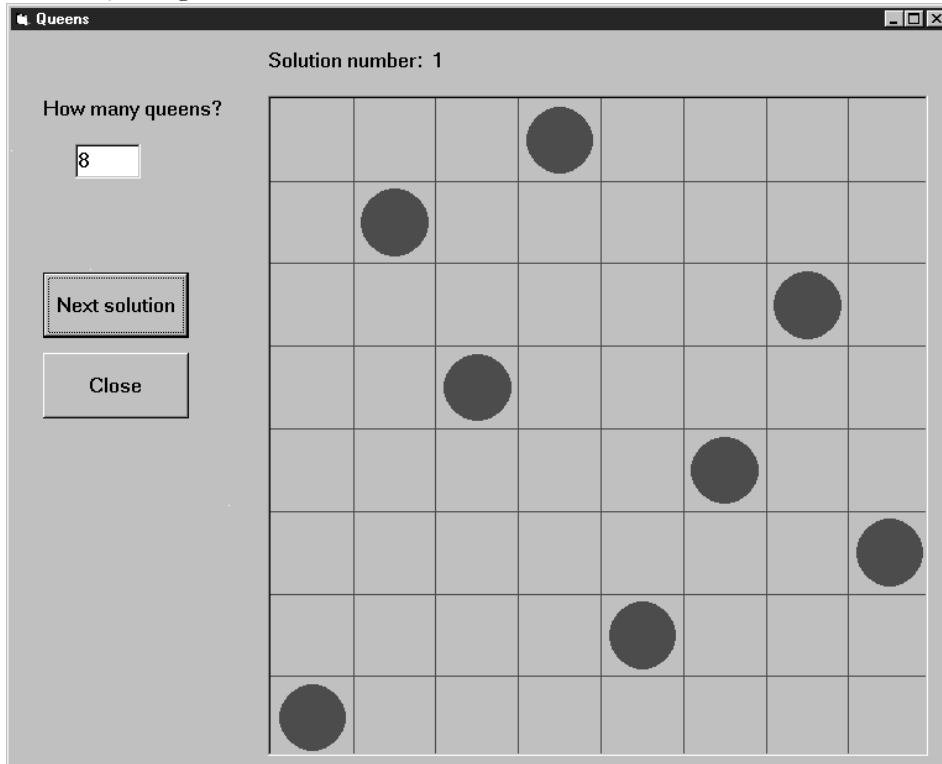 Queens
Solution number: 1
How many queens?
8
Next solution
Close